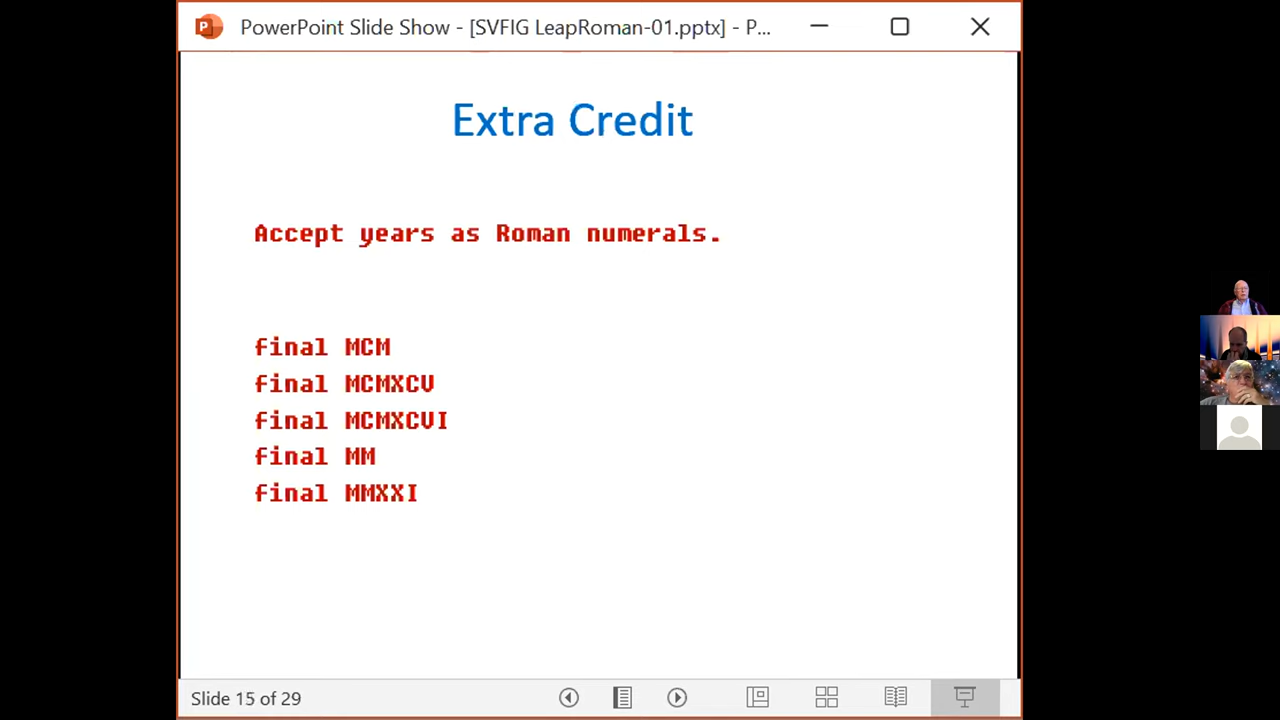 PowerPoint Slide Show - [SVFIG LeapRoman-01.pptx] - P...
Extra Credit
Accept years as Roman numerals.
final MCM
final MCMXCV
final MCMXCVI
final MM
final MMXXI
Slide 15 of 29